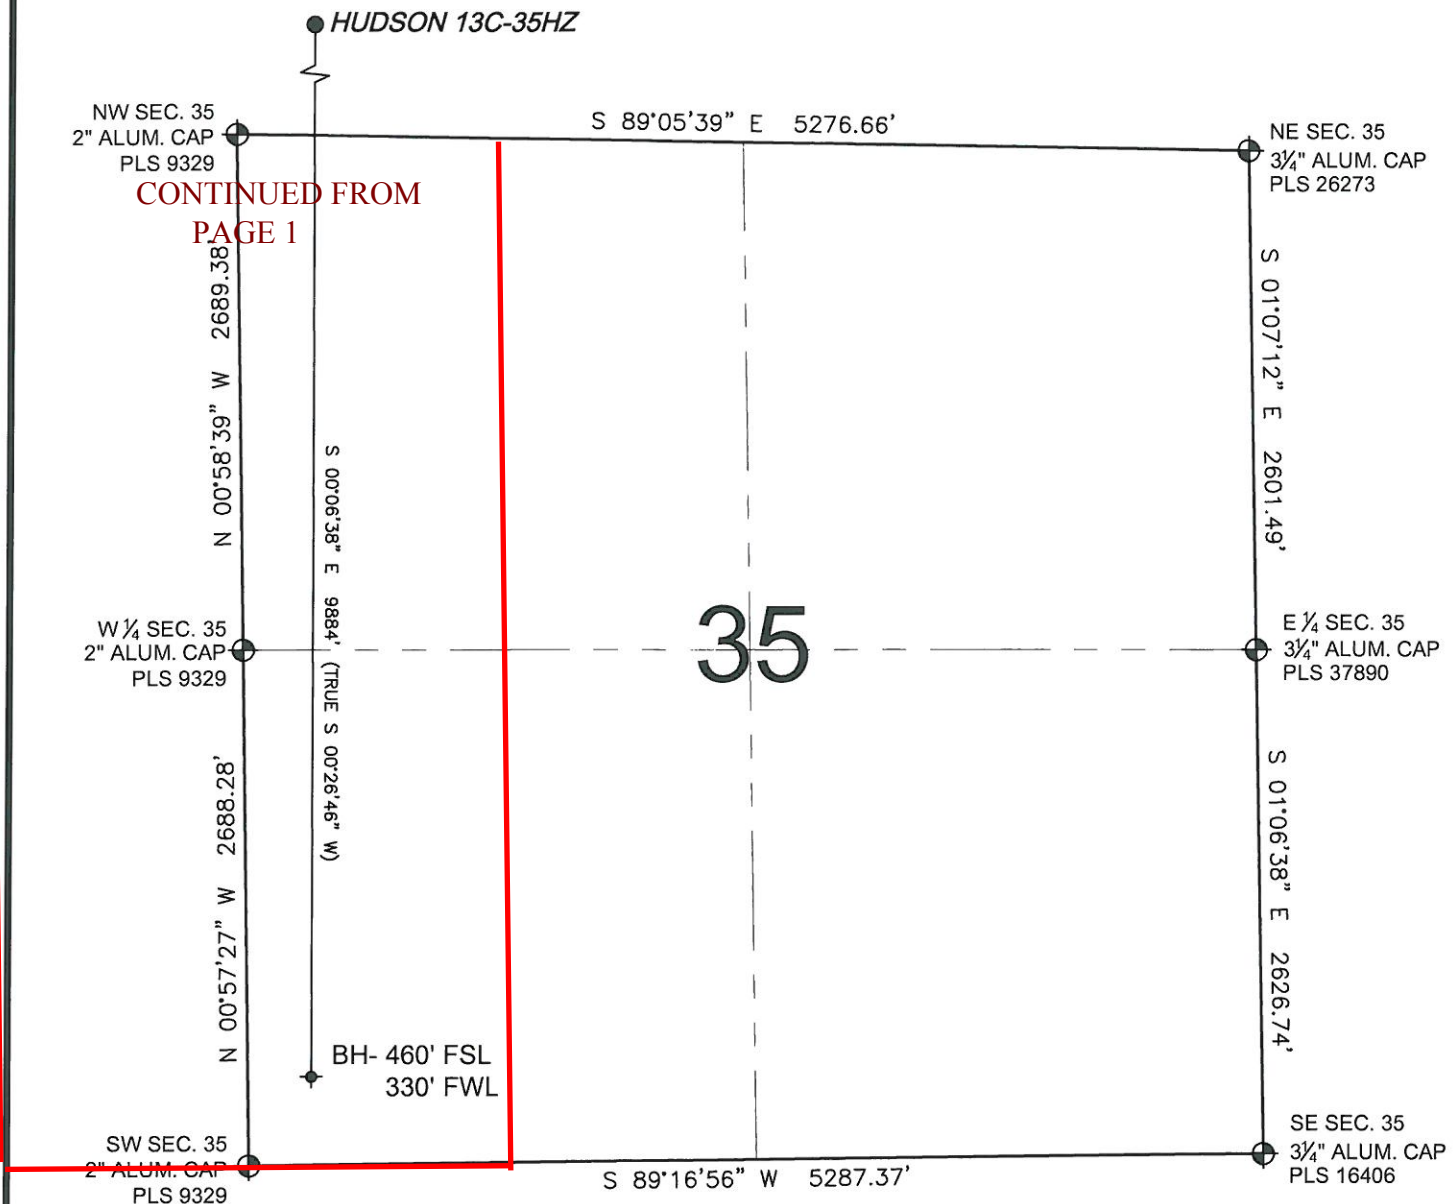 HUDSON 13C-35HZ
NW SEC. 35
2" ALUM. CAP
PLS 9329
S 89°05'39" E 5276.66'
NE SEC. 35
3¼" ALUM. CAP
PLS 26273
CONTINUED FROM
PAGE 1
N 00°58'39" W 2689.38'
S 00°06'38" E 9884' (TRUE S 00°26'46" W)
S 01°07'12" E 2601.49'
W ¼ SEC. 35
2" ALUM. CAP
PLS 9329
35
E ¼ SEC. 35
3¼" ALUM. CAP
PLS 37890
N 00°57'27" W 2688.28'
S 01°06'38" E 2626.74'
BH- 460' FSL
330' FWL
SW SEC. 35
2" ALUM. CAP
PLS 9329
S 89°16'56" W 5287.37'
SE SEC. 35
3¼" ALUM. CAP
PLS 16406